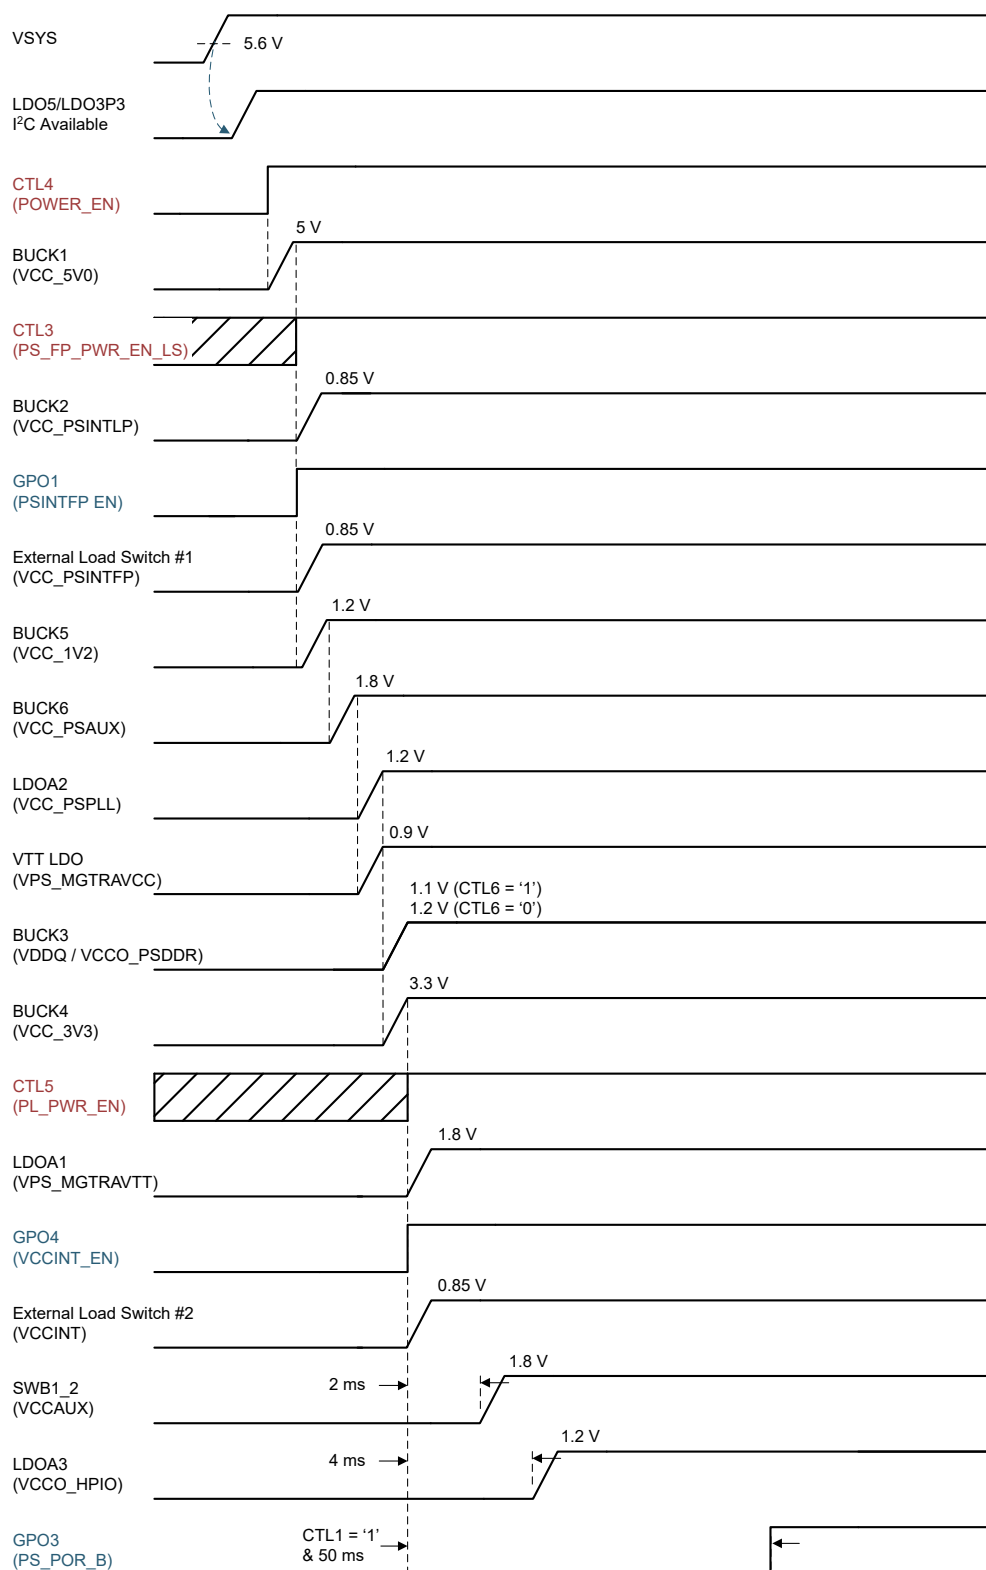 VSYS
5.6 V
LDO5/LDO3P3
I²C Available
CTL4
(POWER_EN)
5 V
BUCK1
(VCC_5V0)
CTL3
(PS_FP_PWR_EN_LS)
0.85 V
BUCK2
(VCC_PSINTLP)
GPO1
(PSINTFP EN)
0.85 V
External Load Switch #1
(VCC_PSINTFP)
1.2 V
BUCK5
(VCC_1V2)
1.8 V
BUCK6
(VCC_PSAUX)
1.2 V
LDOA2
(VCC_PSPLL)
0.9 V
VTT LDO
(VPS_MGTRAVCC)
1.1 V (CTL6 = ‘1’)
1.2 V (CTL6 = ‘0’)
BUCK3
(VDDQ / VCCO_PSDDR)
3.3 V
BUCK4
(VCC_3V3)
CTL5
(PL_PWR_EN)
1.8 V
LDOA1
(VPS_MGTRAVTT)
GPO4
(VCCINT_EN)
0.85 V
External Load Switch #2
(VCCINT)
1.8 V
SWB1_2
(VCCAUX)
2 ms
1.2 V
LDOA3
(VCCO_HPIO)
4 ms
GPO3
(PS_POR_B)
CTL1 = ‘1’
& 50 ms